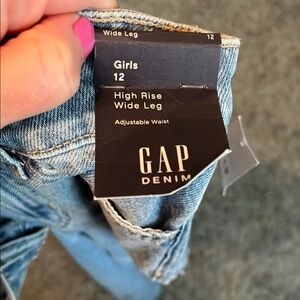 Wide Leg 12
Girls
12
High Rise
Wide Leg
Adjustable Waist
GAP
DENIM